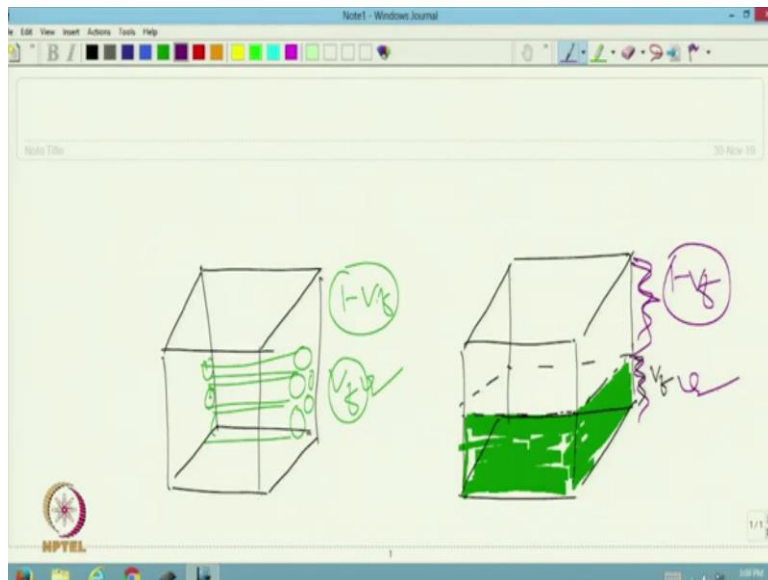 Note1 - Windows Journal
Edit View Insert Actions Tools Help
B I
Note Title
30-Nov-19
1-Vf
Vf
1-Vf
Vf
NPTEL
1
1/1